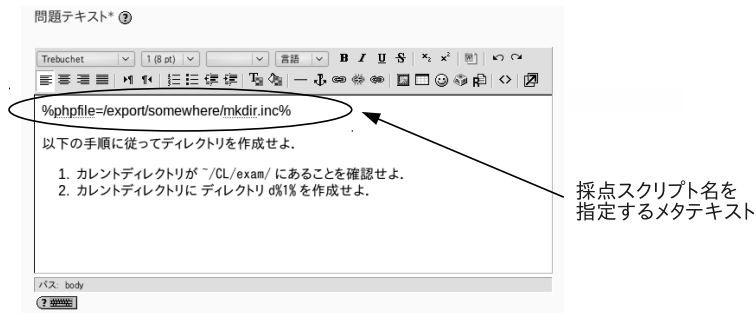 問題テキスト* ?
Trebuchet 1 (8 pt) 言語 B I U S x₂ x²
%phpfile=/export/somewhere/mkdir.inc%
以下の手順に従ってディレクトリを作成せよ.
1. カレントディレクトリが ~/CL/exam/ にあることを確認せよ.
2. カレントディレクトリに ディレクトリ d%1% を作成せよ.
採点スクリプト名を
指定するメタテキスト
パス: body
?